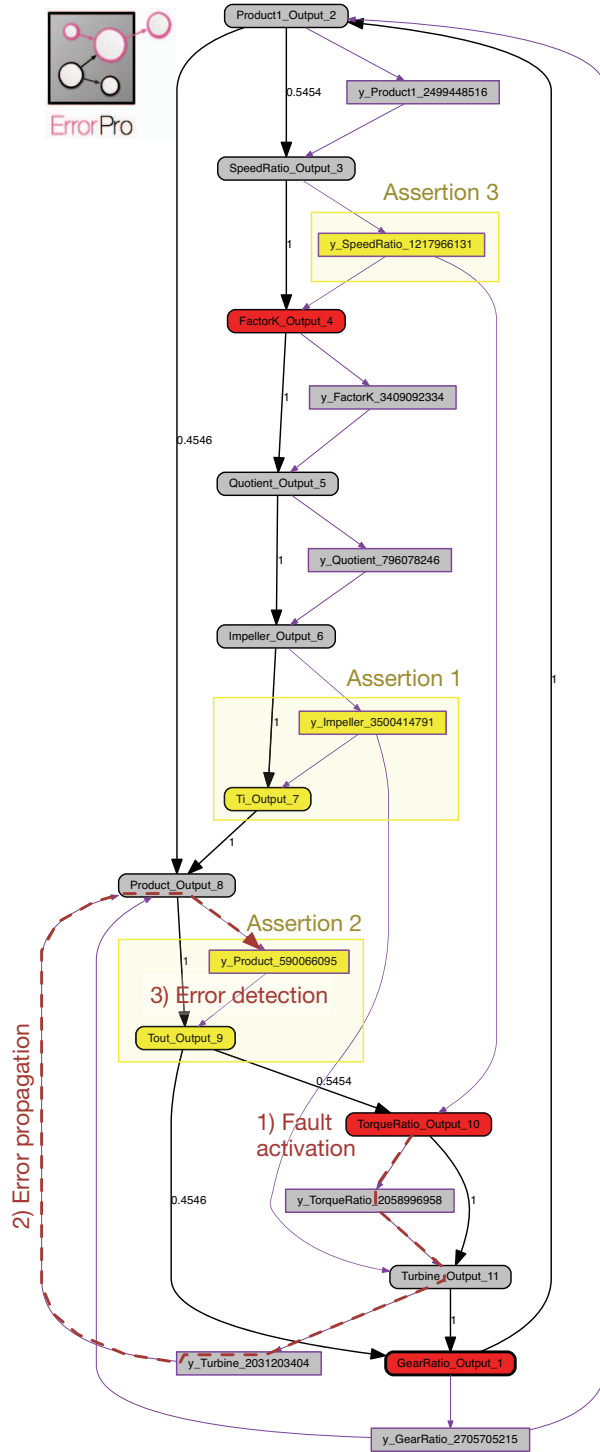 Product1_Output_2
ErrorPro
0.5454
y_Product1_2499448516
SpeedRatio_Output_3
Assertion 3
1
y_SpeedRatio_1217966131
FactorK_Output_4
1
y_FactorK_3409092334
0.4546
Quotient_Output_5
1
y_Quotient_796078246
Impeller_Output_6
Assertion 1
1
1
y_Impeller_3500414791
Ti_Output_7
1
Product_Output_8
Assertion 2
1
y_Product_590066095
3) Error detection
Tout_Output_9
2) Error propagation
0.5454
1) Fault
activation
TorqueRatio_Output_10
0.4546
y_TorqueRatio_2058996958
1
Turbine_Output_11
1
y_Turbine_2031203404
GearRatio_Output_1
y_GearRatio_2705705215